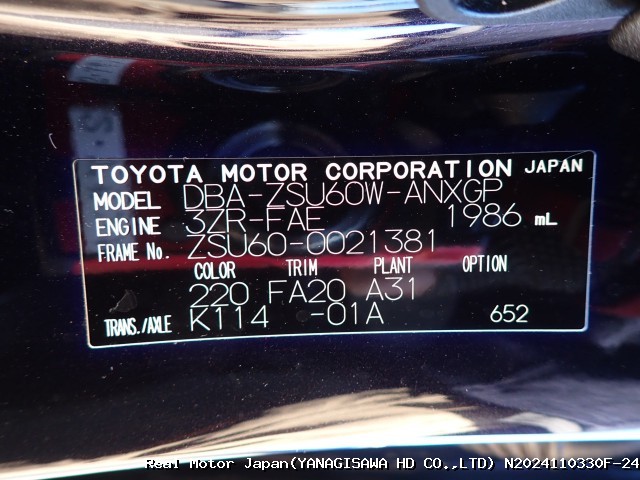 TOYOTA MOTOR CORPORATION JAPAN
MODEL DBA-ZSU60W-ANXGP
ENGINE 3ZR-FAE 1986 mL
FRAME No. ZSU60-0021381
COLOR TRIM PLANT OPTION
220 FA20 A31
TRANS./AXLE K114 -01A 652
Real Motor Japan(YANAGISAWA HD CO.,LTD) N2024110330F-24